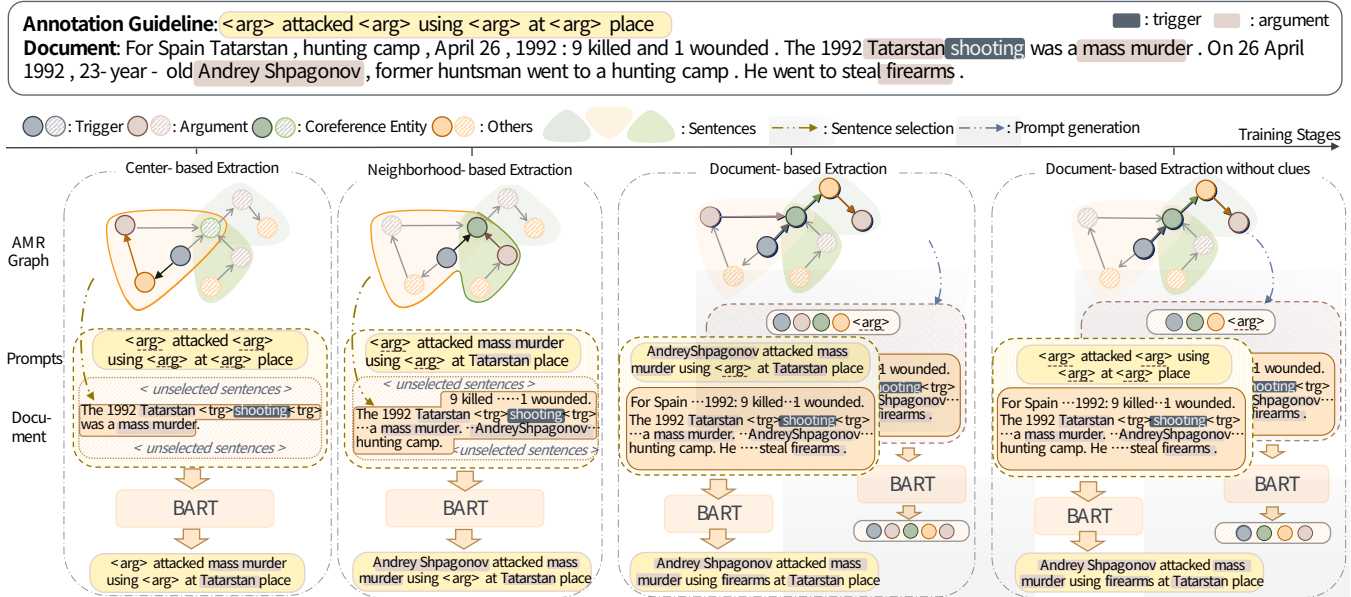 Annotation Guideline: <arg> attacked <arg> using <arg> at <arg> place
: trigger : argument
Document: For Spain Tatarstan , hunting camp , April 26 , 1992 : 9 killed and 1 wounded . The 1992 Tatarstan shooting was a mass murder . On 26 April
1992 , 23-year - old Andrey Shpagonov , former huntsman went to a hunting camp . He went to steal firearms .
: Trigger : Argument : Coreference Entity : Others : Sentences : Sentence selection : Prompt generation
Training Stages
Center- based Extraction
Neighborhood- based Extraction
Document- based Extraction
Document- based Extraction without clues
AMR
Graph
Prompts
Docu-
ment
<arg> attacked <arg>
using <arg> at <arg> place
< unselected sentences >
The 1992 Tatarstan <trg>shooting<trg>
was a mass murder.
< unselected sentences >
BART
<arg> attacked mass murder
using <arg> at Tatarstan place
<arg> attacked mass murder
using <arg> at Tatarstan place
< unselected sentences >
9 killed ·····1 wounded.
The 1992 Tatarstan <trg>shooting<trg>
···a mass murder. ··AndreyShpagonov··
hunting camp.
<unselected sentences >
BART
Andrey Shpagonov attacked mass
murder using <arg> at Tatarstan place
<arg>
AndreyShpagonov attacked mass
murder using <arg> at Tatarstan place
For Spain ···1992: 9 killed··1 wounded.
The 1992 Tatarstan <trg>shooting<trg>
···a mass murder. ···AndreyShpagonov···
hunting camp. He ····steal firearms .
1 wounded.
ooting<trg>
Shpagonov···
firearms .
BART
BART
Andrey Shpagonov attacked mass
murder using firearms at Tatarstan place
<arg>
<arg> attacked <arg> using
<arg> at <arg> place
For Spain ···1992: 9 killed··1 wounded.
The 1992 Tatarstan <trg>shooting<trg>
···a mass murder. ···AndreyShpagonov···
hunting camp. He ····steal firearms .
1 wounded.
ooting<trg>
Shpagonov···
firearms .
BART
BART
Andrey Shpagonov attacked mass
murder using firearms at Tatarstan place